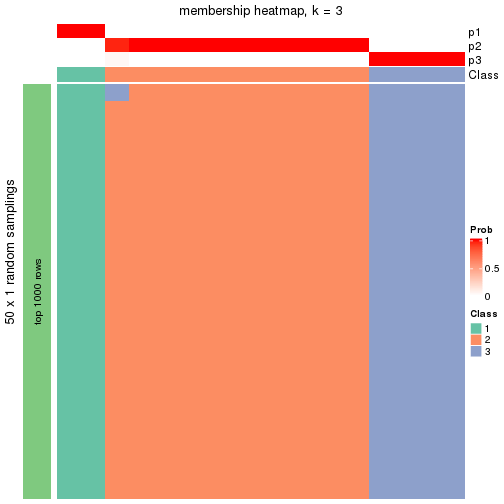 membership heatmap, k = 3
p1
p2
p3
Class
50 x 1 random samplings
top 1000 rows
Prob
1
0.5
0
Class
1
2
3